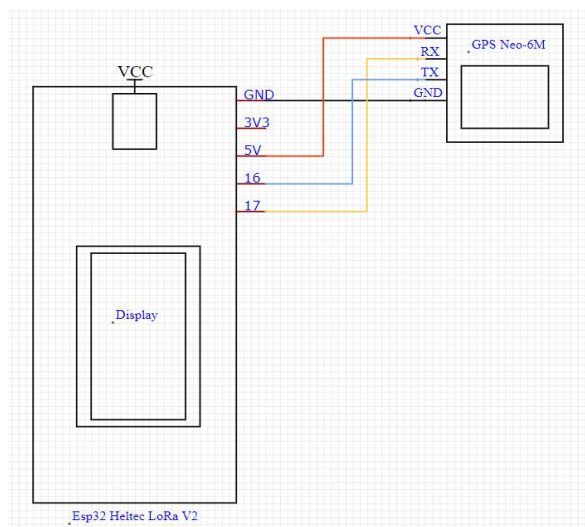 VCC
GPS Neo-6M
RX
TX
GND
VCC
GND
3V3
5V
16
17
Display
Esp32 Heltec LoRa V2